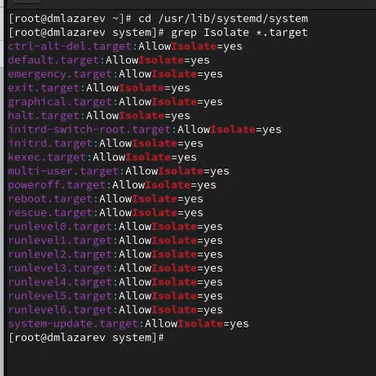 [root@dmlazarev ~]# cd /usr/lib/systemd/system
[root@dmlazarev system]# grep Isolate *.target
ctrl-alt-del.target:AllowIsolate=yes
default.target:AllowIsolate=yes
emergency.target:AllowIsolate=yes
exit.target:AllowIsolate=yes
graphical.target:AllowIsolate=yes
halt.target:AllowIsolate=yes
initrd-switch-root.target:AllowIsolate=yes
initrd.target:AllowIsolate=yes
kexec.target:AllowIsolate=yes
multi-user.target:AllowIsolate=yes
poweroff.target:AllowIsolate=yes
reboot.target:AllowIsolate=yes
rescue.target:AllowIsolate=yes
runlevel0.target:AllowIsolate=yes
runlevel1.target:AllowIsolate=yes
runlevel2.target:AllowIsolate=yes
runlevel3.target:AllowIsolate=yes
runlevel4.target:AllowIsolate=yes
runlevel5.target:AllowIsolate=yes
runlevel6.target:AllowIsolate=yes
system-update.target:AllowIsolate=yes
[root@dmlazarev system]#